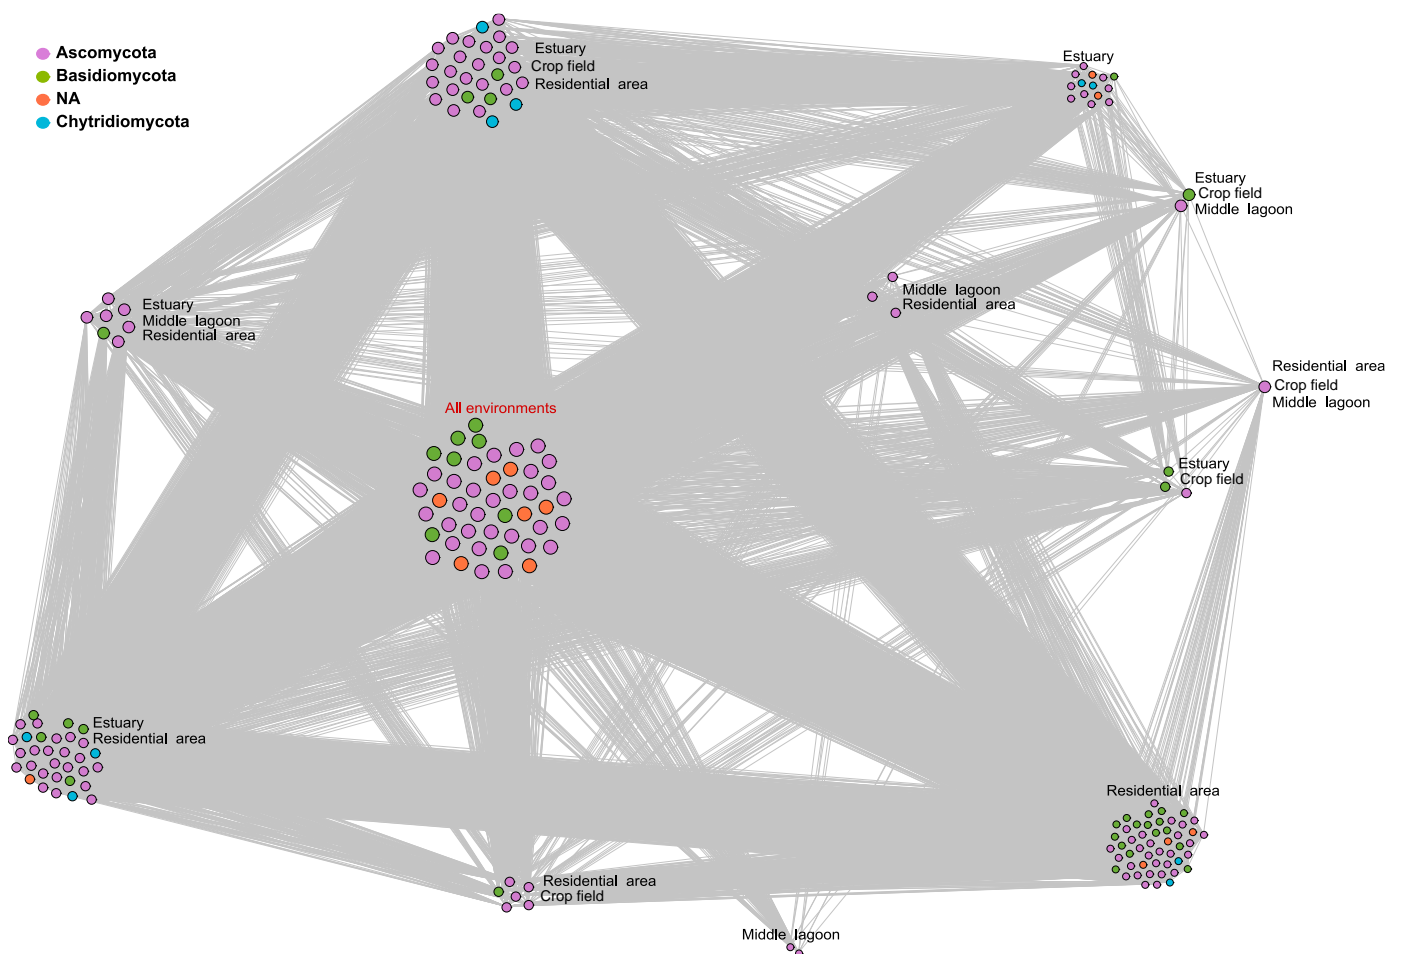 Ascomycota
Basidiomycota
NA
Chytridiomycota
Estuary
Crop field
Residential area
Estuary
Estuary
Crop field
Middle lagoon
Middle lagoon
Residential area
Estuary
Middle lagoon
Residential area
Residential area
Crop field
Middle lagoon
All environments
Estuary
Crop field
Estuary
Residential area
Residential area
Residential area
Crop field
Middle lagoon